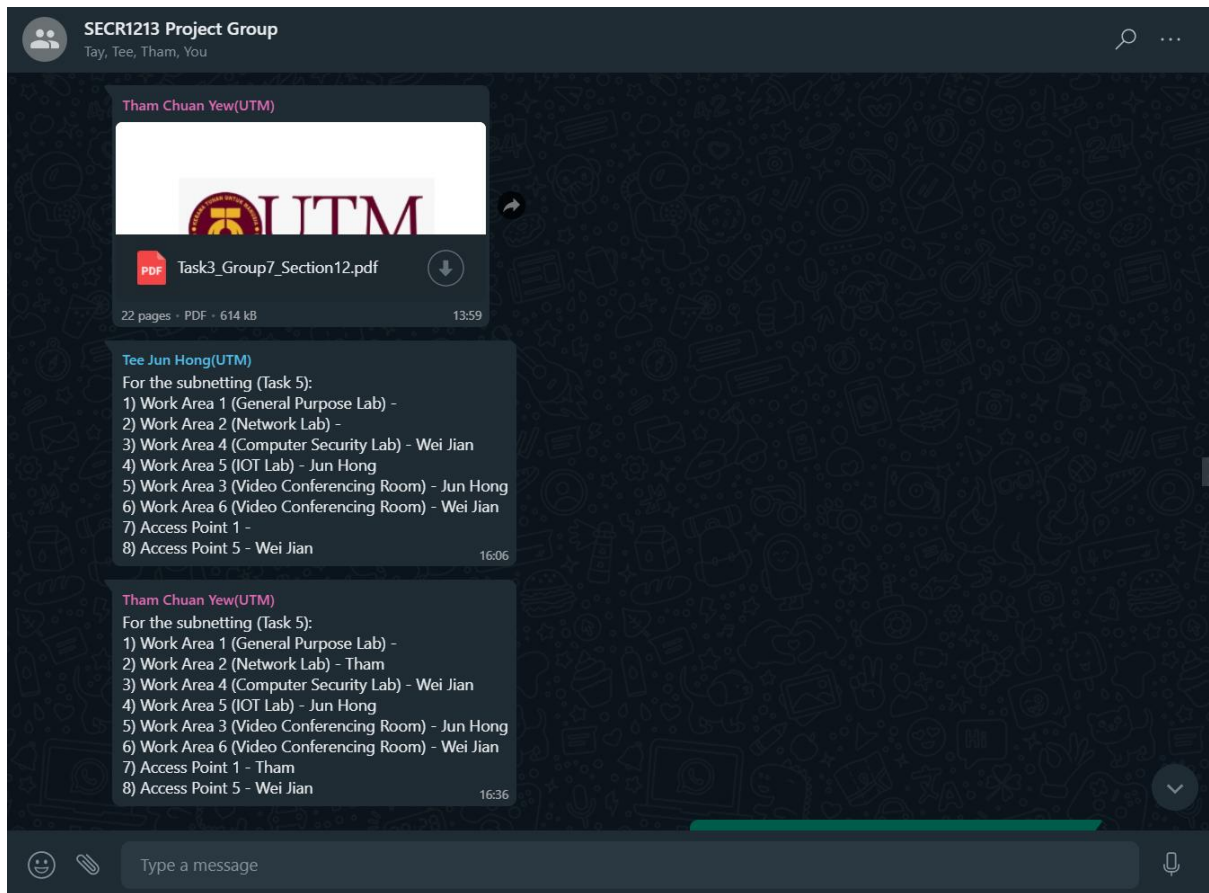 SECR1213 Project Group
Tay, Tee, Tham, You
Tham Chuan Yew(UTM)
UTM
PDF
Task3_Group7_Section12.pdf
22 pages • PDF • 614 kB
13:59
Tee Jun Hong(UTM)
For the subnetting (Task 5):
1) Work Area 1 (General Purpose Lab) -
2) Work Area 2 (Network Lab) -
3) Work Area 4 (Computer Security Lab) - Wei Jian
4) Work Area 5 (IOT Lab) - Jun Hong
5) Work Area 3 (Video Conferencing Room) - Jun Hong
6) Work Area 6 (Video Conferencing Room) - Wei Jian
7) Access Point 1 -
8) Access Point 5 - Wei Jian
16:06
Tham Chuan Yew(UTM)
For the subnetting (Task 5):
1) Work Area 1 (General Purpose Lab) -
2) Work Area 2 (Network Lab) - Tham
3) Work Area 4 (Computer Security Lab) - Wei Jian
4) Work Area 5 (IOT Lab) - Jun Hong
5) Work Area 3 (Video Conferencing Room) - Jun Hong
6) Work Area 6 (Video Conferencing Room) - Wei Jian
7) Access Point 1 - Tham
8) Access Point 5 - Wei Jian
16:36
Type a message